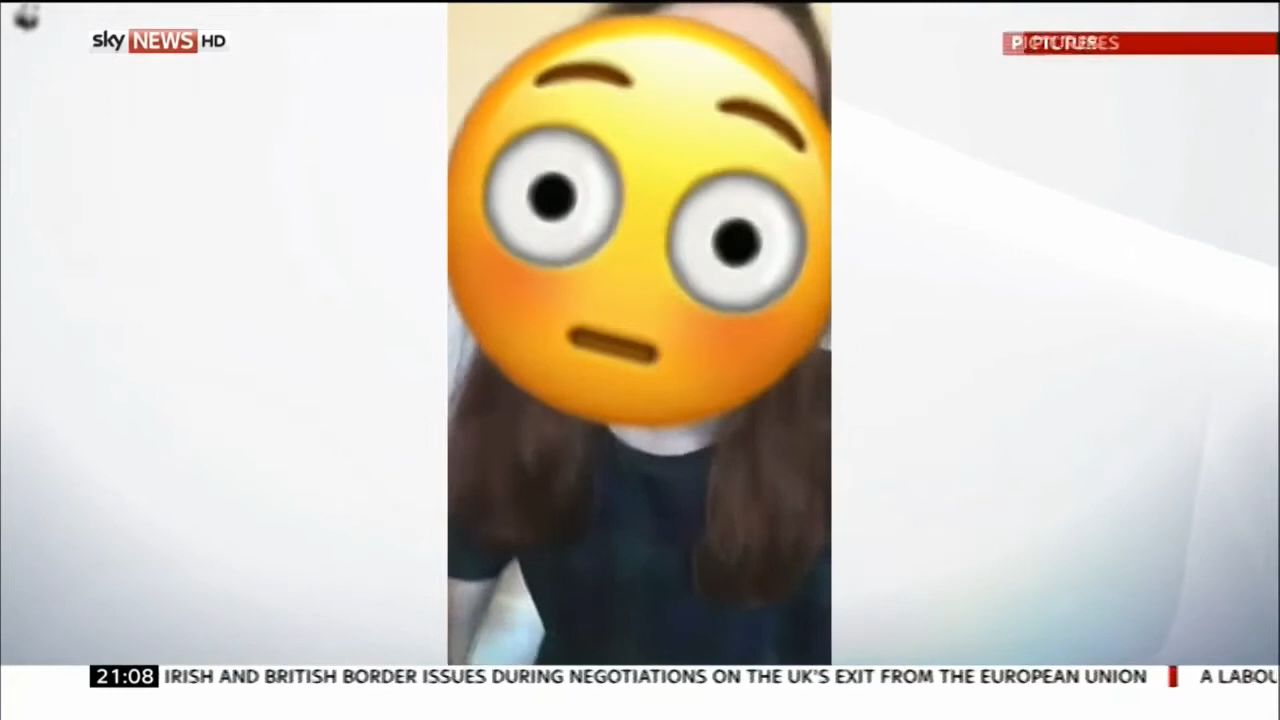 sky NEWS HD
21:08 IRISH AND BRITISH BORDER ISSUES DURING NEGOTIATIONS ON THE UK'S EXIT FROM THE EUROPEAN UNION A LABOU